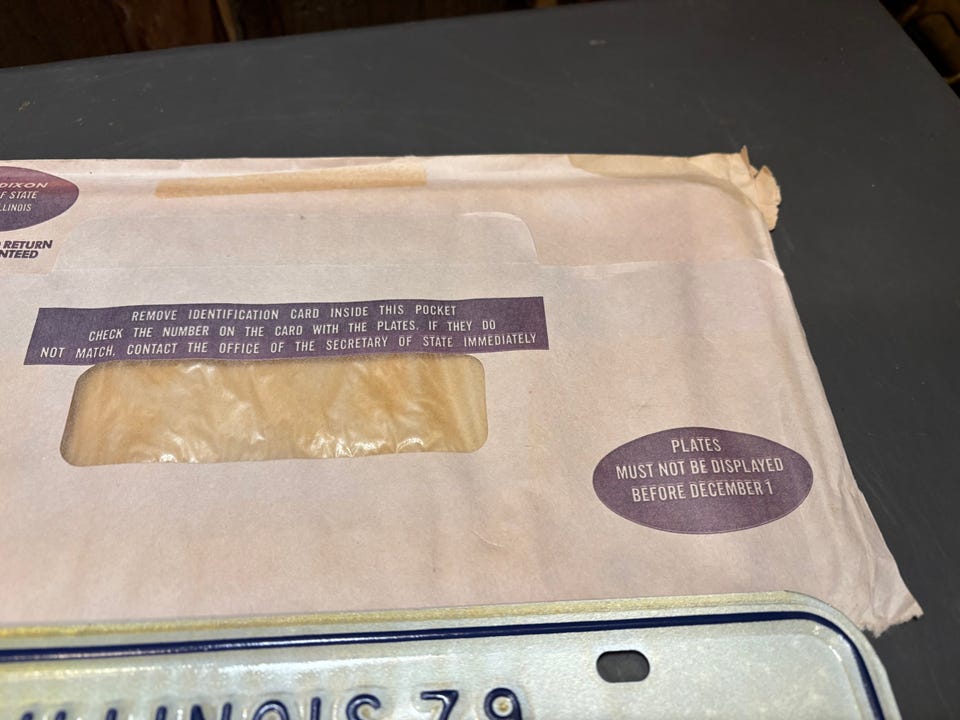 DIXON
F STATE
LLINOIS
RETURN
NTEED
REMOVE IDENTIFICATION CARD INSIDE THIS POCKET
CHECK THE NUMBER ON THE CARD WITH THE PLATES. IF THEY DO
NOT MATCH, CONTACT THE OFFICE OF THE SECRETARY OF STATE IMMEDIATELY
PLATES
MUST NOT BE DISPLAYED
BEFORE DECEMBER 1
ILLINOIS 79